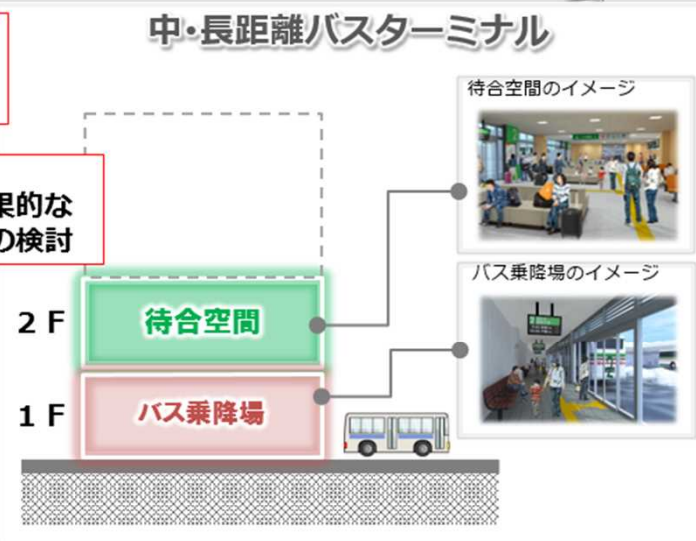 中・長距離バスターミナル
待合空間のイメージ
果的な
の検討
バス乗降場のイメージ
2F
待合空間
1F
バス乗降場